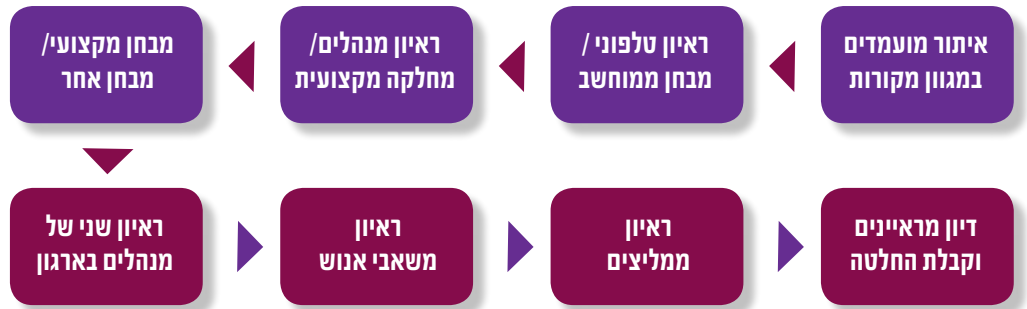 איתור מועמדים
במגוון מקורות
ראיון טלפוני /
מבחן ממוחשב
ראיון מנהלים/
מחלקה מקצועית
מבחן מקצועי/
מבחן אחר
ראיון שני של
מנהלים בארגון
ראיון
משאבי אנוש
ראיון
ממליצים
דיון מראיינים
וקבלת החלטה